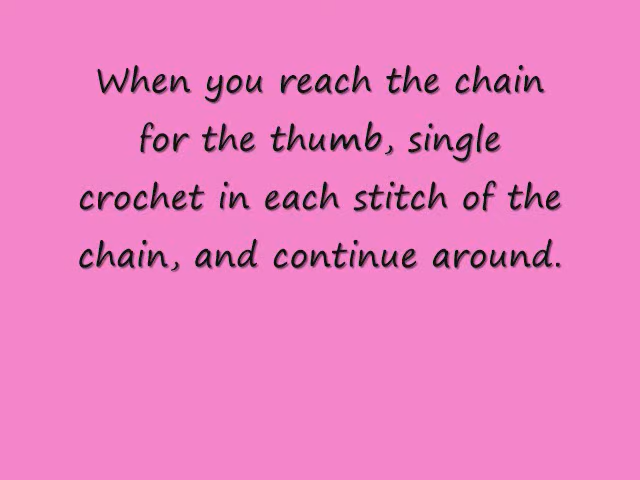 When you reach the chain
for the thumb, single
crochet in each stitch of the
chain, and continue around.